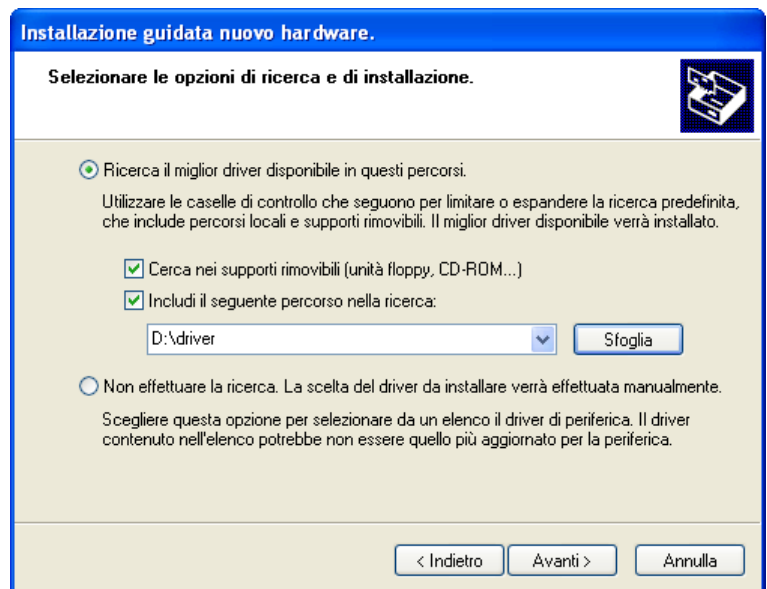 Installazione guidata nuovo hardware.
Selezionare le opzioni di ricerca e di installazione.
Ricerca il miglior driver disponibile in questi percorsi.
Utilizzare le caselle di controllo che seguono per limitare o espandere la ricerca predefinita,
che include percorsi locali e supporti rimovibili. Il miglior driver disponibile verrà installato.
Cerca nei supporti rimovibili (unità floppy, CD-ROM...)
Includi il seguente percorso nella ricerca:
D:\driver
Sfoglia
Non effettuare la ricerca. La scelta del driver da installare verrà effettuata manualmente.
Scegliere questa opzione per selezionare da un elenco il driver di periferica. Il driver
contenuto nell'elenco potrebbe non essere quello più aggiornato per la periferica.
< Indietro
Avanti >
Annulla